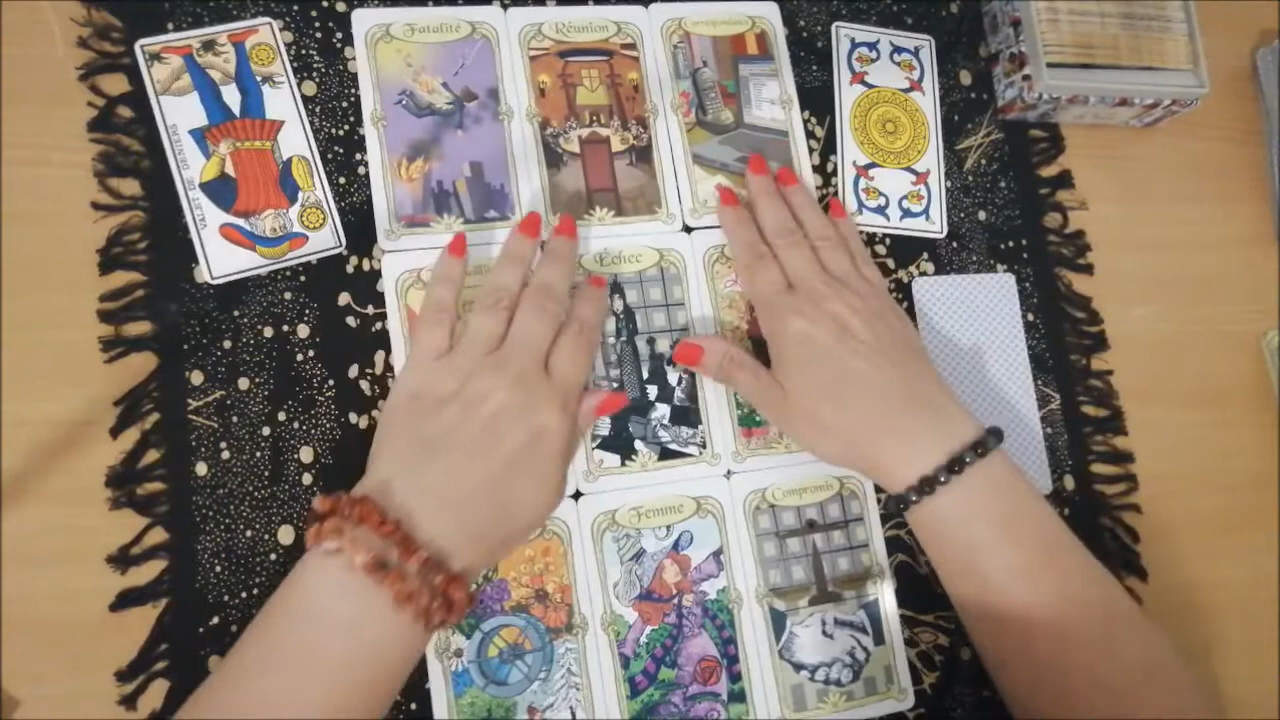 Fatalité
Réunion
VALET DE DENIERS
Échec
Femme
Compromis